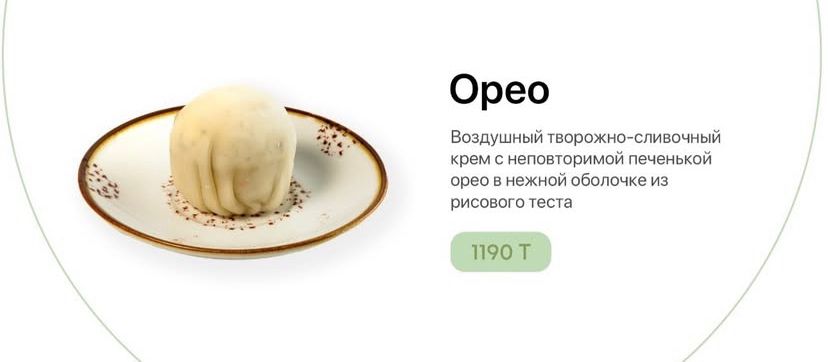 Орео
Воздушный творожно-сливочный
крем с неповторимой печенькой
орео в нежной оболочке из
рисового теста
1190 Т